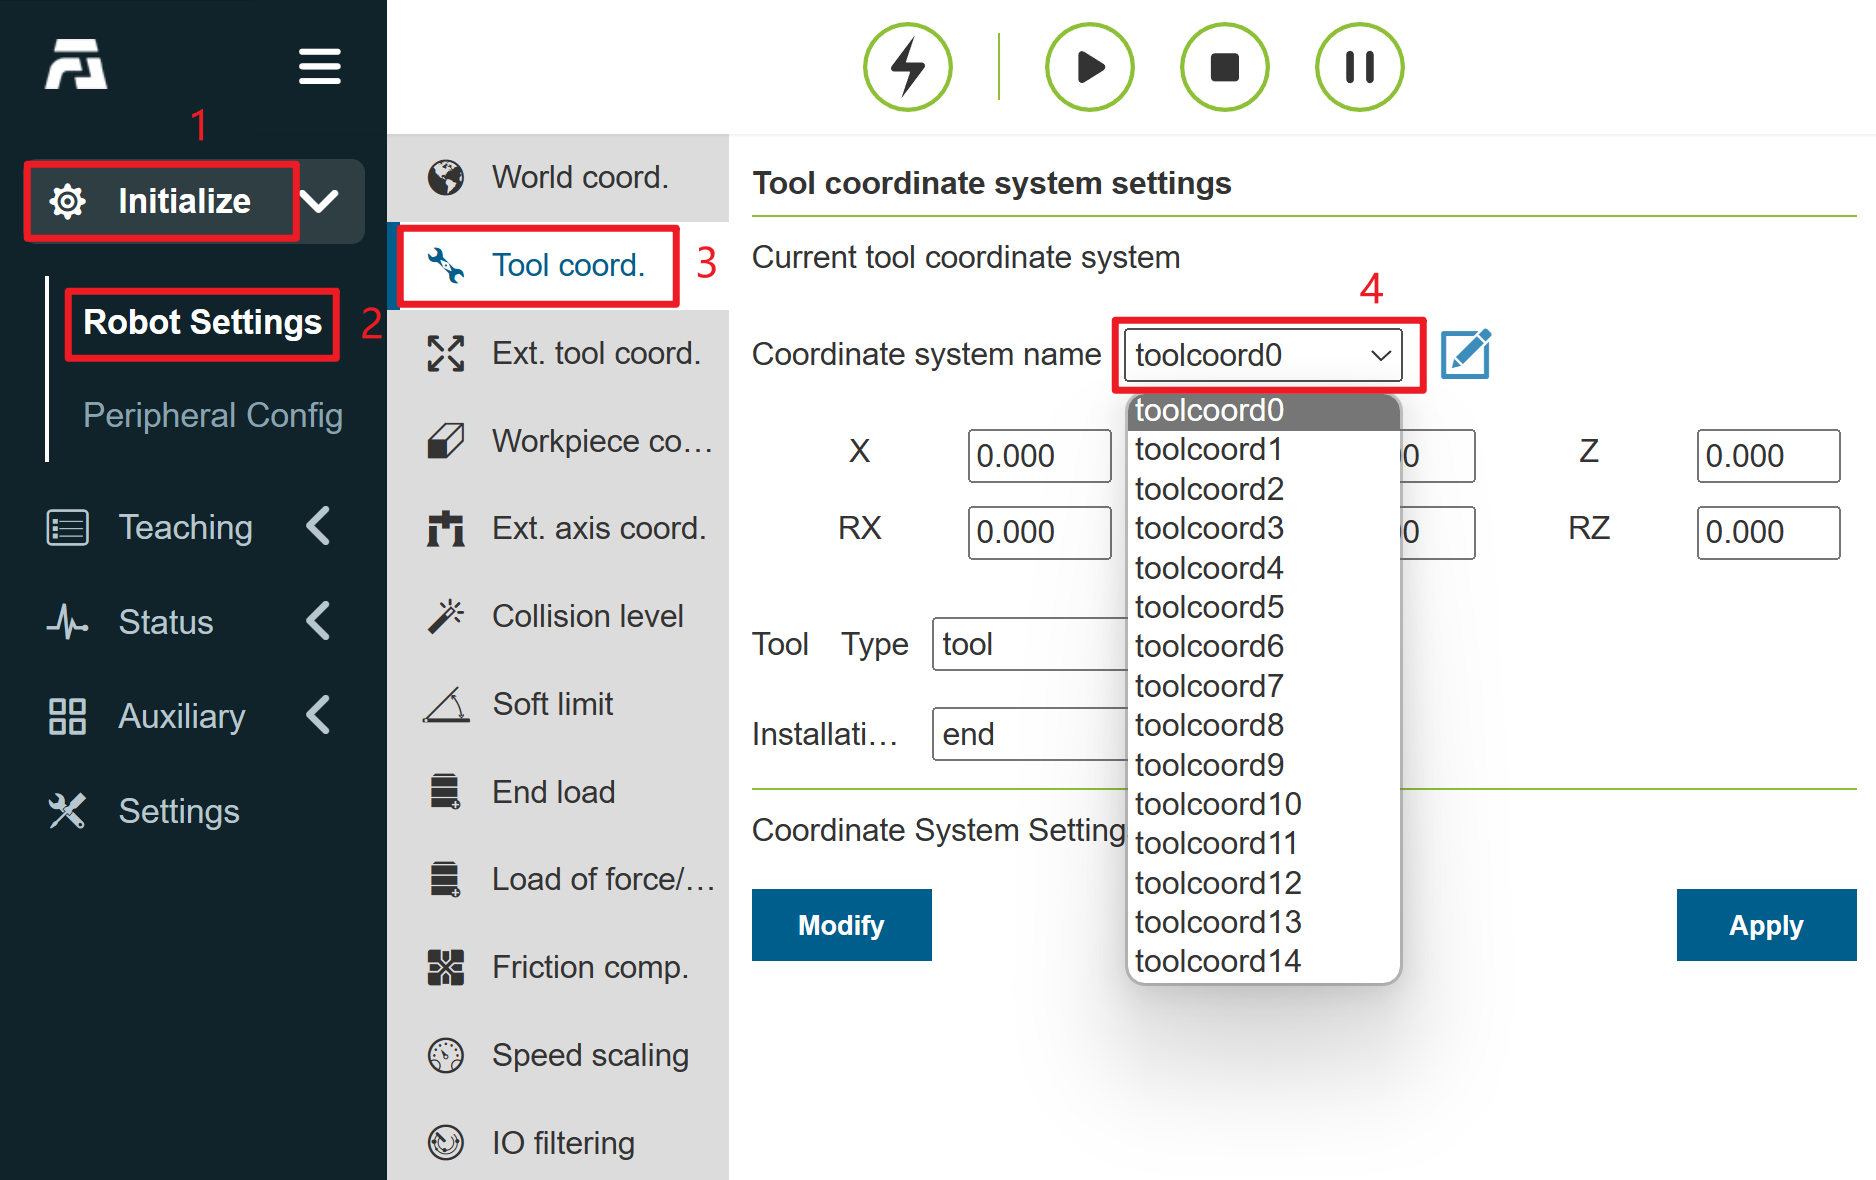 1
Initialize
Robot Settings 2
Peripheral Config
Teaching
Status
Auxiliary
Settings
World coord.
Tool coord. 3
Ext. tool coord.
Workpiece co…
Ext. axis coord.
Collision level
Soft limit
End load
Load of force/…
Friction comp.
Speed scaling
IO filtering
Tool coordinate system settings
Current tool coordinate system
4
Coordinate system name toolcoord0
toolcoord0
toolcoord1
toolcoord2
toolcoord3
toolcoord4
toolcoord5
toolcoord6
toolcoord7
toolcoord8
toolcoord9
toolcoord10
toolcoord11
toolcoord12
toolcoord13
toolcoord14
X 0.000 0 Z 0.000
RX 0.000 0 RZ 0.000
Tool Type tool
Installati… end
Coordinate System Setting
Modify Apply